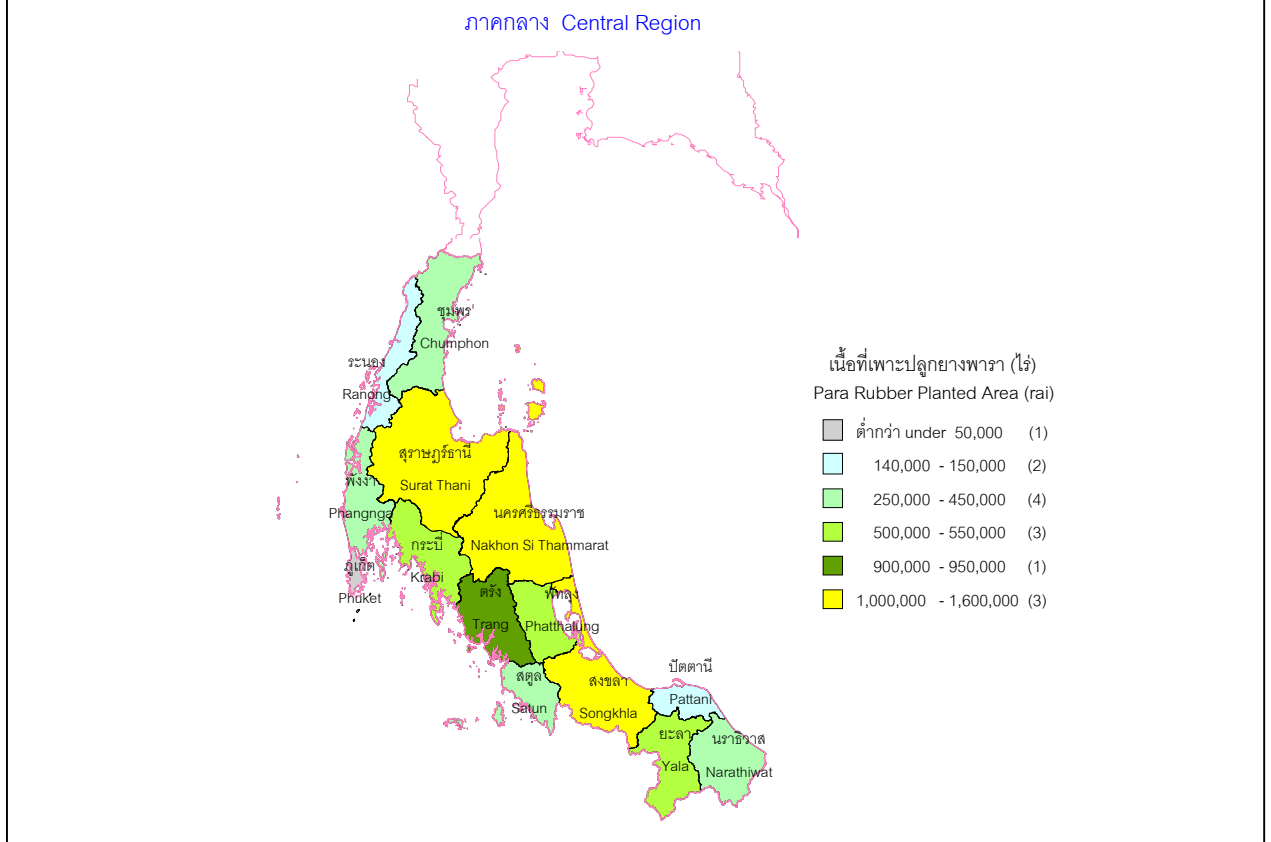 ภาคกลาง Central Region
ชุมพร
Chumphon
ระนอง
Ranong
สุราษฎร์ธานี
Surat Thani
พังงา
Phangnga
นครศรีธรรมราช
Nakhon Si Thammarat
กระบี่
Krabi
ภูเก็ต
Phuket
ตรัง
Trang
พัทลุง
Phatthalung
สตูล
Satun
สงขลา
Songkhla
ปัตตานี
Pattani
ยะลา
Yala
นราธิวาส
Narathiwat
เนื้อที่เพาะปลูกยางพารา (ไร่)
Para Rubber Planted Area (rai)
ต่ำกว่า under 50,000 (1)
140,000 - 150,000 (2)
250,000 - 450,000 (4)
500,000 - 550,000 (3)
900,000 - 950,000 (1)
1,000,000 - 1,600,000 (3)